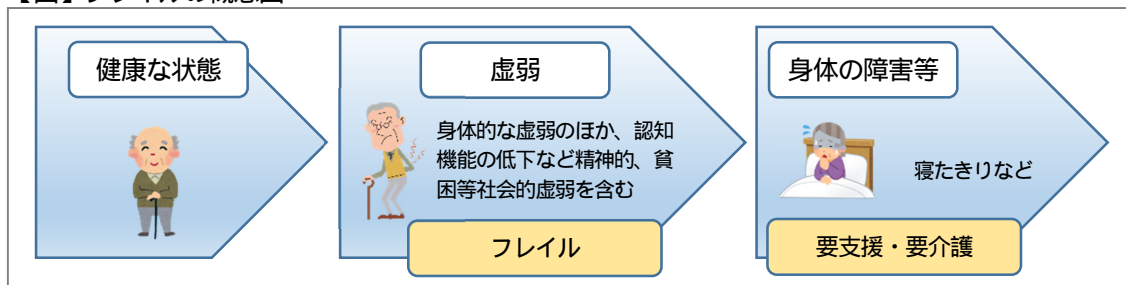 健康な状態
虚弱
身体的な虚弱のほか、認知
機能の低下など精神的、貧
困等社会的虚弱を含む
フレイル
身体の障害等
寝たきりなど
要支援・要介護